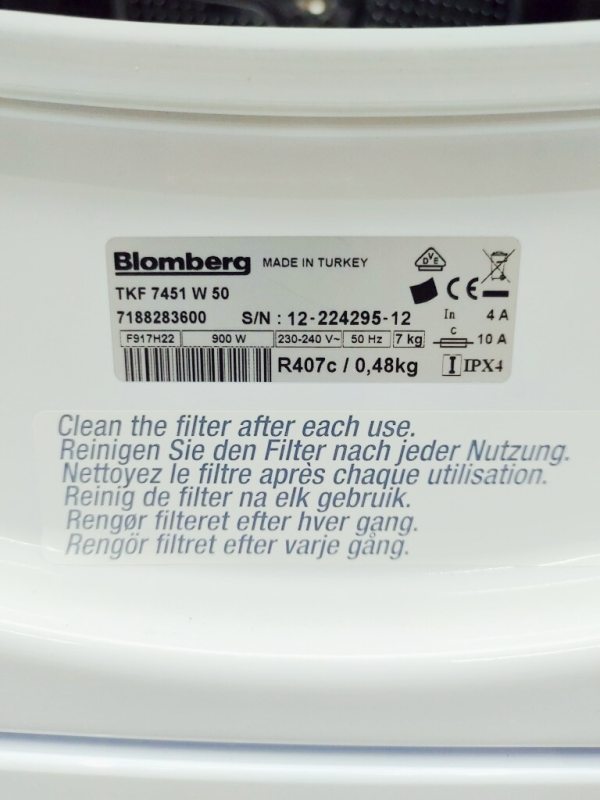 Blomberg MADE IN TURKEY
TKF 7451 W 50
7188283600 S/N : 12-224295-12 In 4 A
F917H22 900 W 230-240 V~ 50 Hz 7 kg C 10 A
R407c / 0,48kg I IPX4
DVE
CE
Clean the filter after each use.
Reinigen Sie den Filter nach jeder Nutzung.
Nettoyez le filtre après chaque utilisation.
Reinig de filter na elk gebruik.
Rengør filteret efter hver gang.
Rengör filtret efter varje gång.